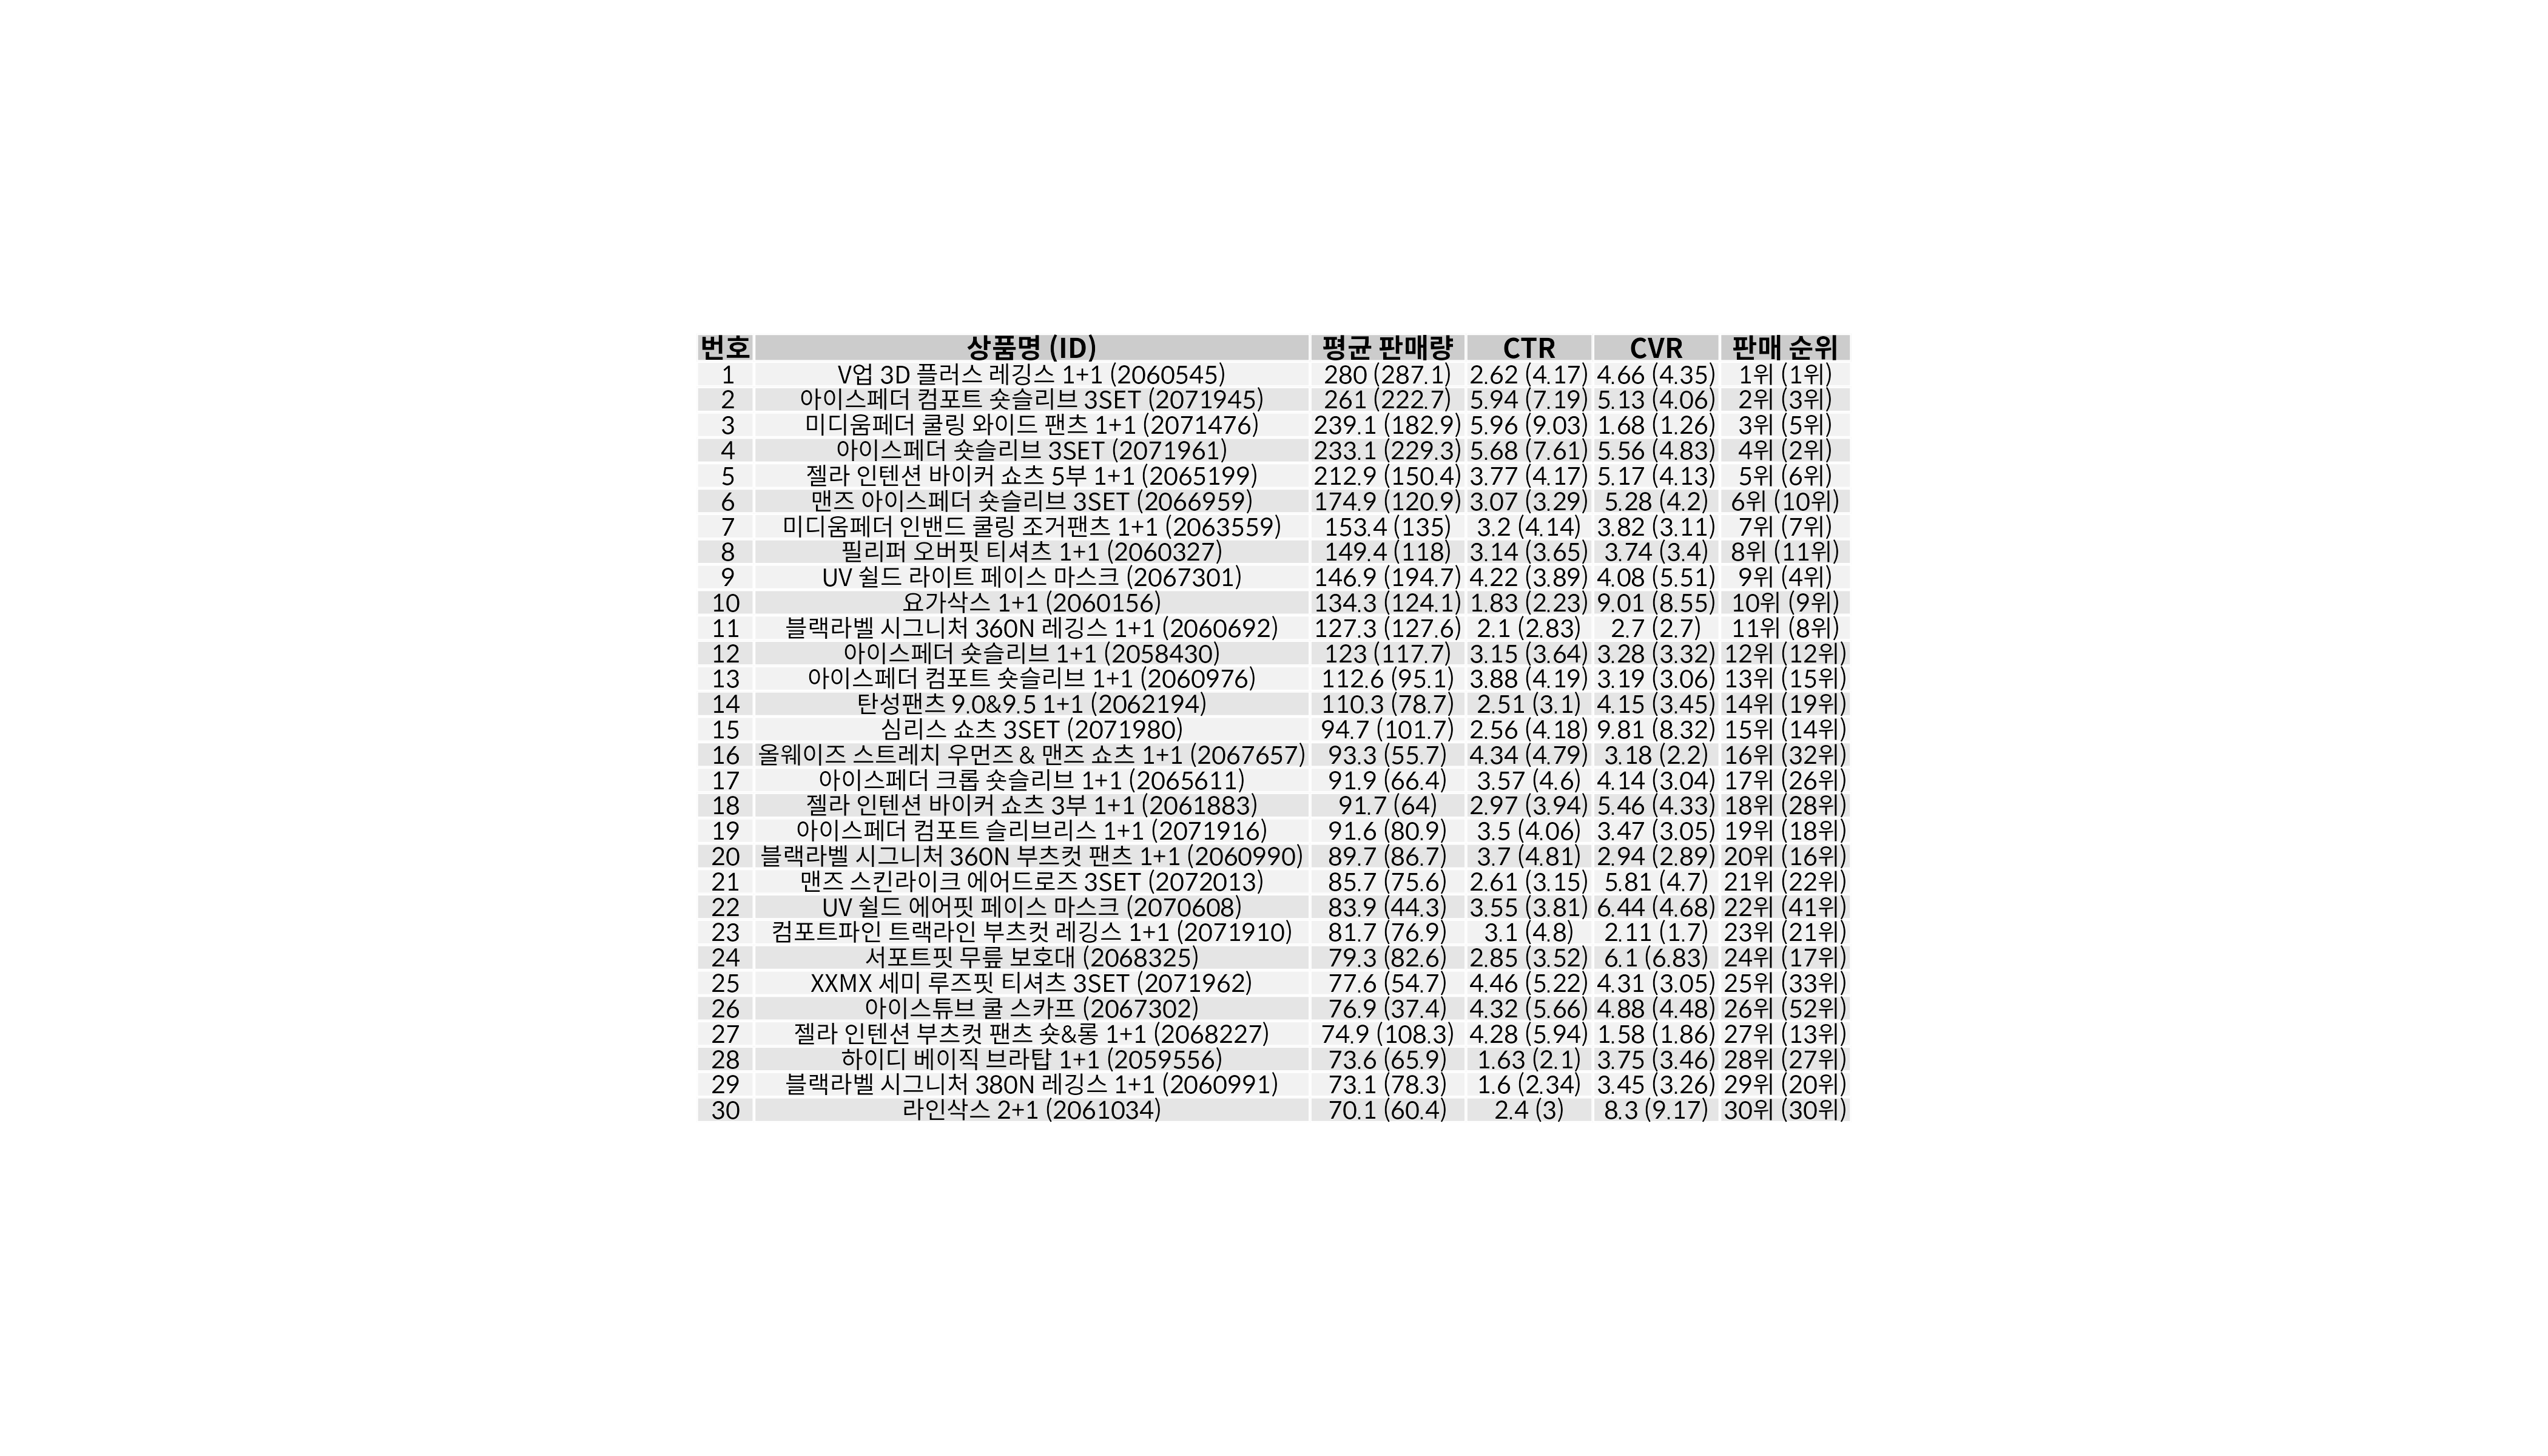 번호 상품명 (ID) 평균 판매량 CTR CVR 판매 순위
1 V업 3D 플러스 레깅스 1+1 (2060545) 280 (287.1) 2.62 (4.17) 4.66 (4.35) 1위 (1위)
2 아이스페더 컴포트 숏슬리브 3SET (2071945) 261 (222.7) 5.94 (7.19) 5.13 (4.06) 2위 (3위)
3 미디움페더 쿨링 와이드 팬츠 1+1 (2071476) 239.1 (182.9) 5.96 (9.03) 1.68 (1.26) 3위 (5위)
4 아이스페더 숏슬리브 3SET (2071961) 233.1 (229.3) 5.68 (7.61) 5.56 (4.83) 4위 (2위)
5 젤라 인텐션 바이커 쇼츠 5부 1+1 (2065199) 212.9 (150.4) 3.77 (4.17) 5.17 (4.13) 5위 (6위)
6 맨즈 아이스페더 숏슬리브 3SET (2066959) 174.9 (120.9) 3.07 (3.29) 5.28 (4.2) 6위 (10위)
7 미디움페더 인밴드 쿨링 조거팬츠 1+1 (2063559) 153.4 (135) 3.2 (4.14) 3.82 (3.11) 7위 (7위)
8 필리퍼 오버핏 티셔츠 1+1 (2060327) 149.4 (118) 3.14 (3.65) 3.74 (3.4) 8위 (11위)
9 UV 쉴드 라이트 페이스 마스크 (2067301) 146.9 (194.7) 4.22 (3.89) 4.08 (5.51) 9위 (4위)
10 요가삭스 1+1 (2060156) 134.3 (124.1) 1.83 (2.23) 9.01 (8.55) 10위 (9위)
11 블랙라벨 시그니처 360N 레깅스 1+1 (2060692) 127.3 (127.6) 2.1 (2.83) 2.7 (2.7) 11위 (8위)
12 아이스페더 숏슬리브 1+1 (2058430) 123 (117.7) 3.15 (3.64) 3.28 (3.32) 12위 (12위)
13 아이스페더 컴포트 숏슬리브 1+1 (2060976) 112.6 (95.1) 3.88 (4.19) 3.19 (3.06) 13위 (15위)
14 탄성팬츠 9.0&9.5 1+1 (2062194) 110.3 (78.7) 2.51 (3.1) 4.15 (3.45) 14위 (19위)
15 심리스 쇼츠 3SET (2071980) 94.7 (101.7) 2.56 (4.18) 9.81 (8.32) 15위 (14위)
16 올웨이즈 스트레치 우먼즈 & 맨즈 쇼츠 1+1 (2067657) 93.3 (55.7) 4.34 (4.79) 3.18 (2.2) 16위 (32위)
17 아이스페더 크롭 숏슬리브 1+1 (2065611) 91.9 (66.4) 3.57 (4.6) 4.14 (3.04) 17위 (26위)
18 젤라 인텐션 바이커 쇼츠 3부 1+1 (2061883) 91.7 (64) 2.97 (3.94) 5.46 (4.33) 18위 (28위)
19 아이스페더 컴포트 슬리브리스 1+1 (2071916) 91.6 (80.9) 3.5 (4.06) 3.47 (3.05) 19위 (18위)
20 블랙라벨 시그니처 360N 부츠컷 팬츠 1+1 (2060990) 89.7 (86.7) 3.7 (4.81) 2.94 (2.89) 20위 (16위)
21 맨즈 스킨라이크 에어드로즈 3SET (2072013) 85.7 (75.6) 2.61 (3.15) 5.81 (4.7) 21위 (22위)
22 UV 쉴드 에어핏 페이스 마스크 (2070608) 83.9 (44.3) 3.55 (3.81) 6.44 (4.68) 22위 (41위)
23 컴포트파인 트랙라인 부츠컷 레깅스 1+1 (2071910) 81.7 (76.9) 3.1 (4.8) 2.11 (1.7) 23위 (21위)
24 서포트핏 무릎 보호대 (2068325) 79.3 (82.6) 2.85 (3.52) 6.1 (6.83) 24위 (17위)
25 XXMX 세미 루즈핏 티셔츠 3SET (2071962) 77.6 (54.7) 4.46 (5.22) 4.31 (3.05) 25위 (33위)
26 아이스튜브 쿨 스카프 (2067302) 76.9 (37.4) 4.32 (5.66) 4.88 (4.48) 26위 (52위)
27 젤라 인텐션 부츠컷 팬츠 숏&롱 1+1 (2068227) 74.9 (108.3) 4.28 (5.94) 1.58 (1.86) 27위 (13위)
28 하이디 베이직 브라탑 1+1 (2059556) 73.6 (65.9) 1.63 (2.1) 3.75 (3.46) 28위 (27위)
29 블랙라벨 시그니처 380N 레깅스 1+1 (2060991) 73.1 (78.3) 1.6 (2.34) 3.45 (3.26) 29위 (20위)
30 라인삭스 2+1 (2061034) 70.1 (60.4) 2.4 (3) 8.3 (9.17) 30위 (30위)